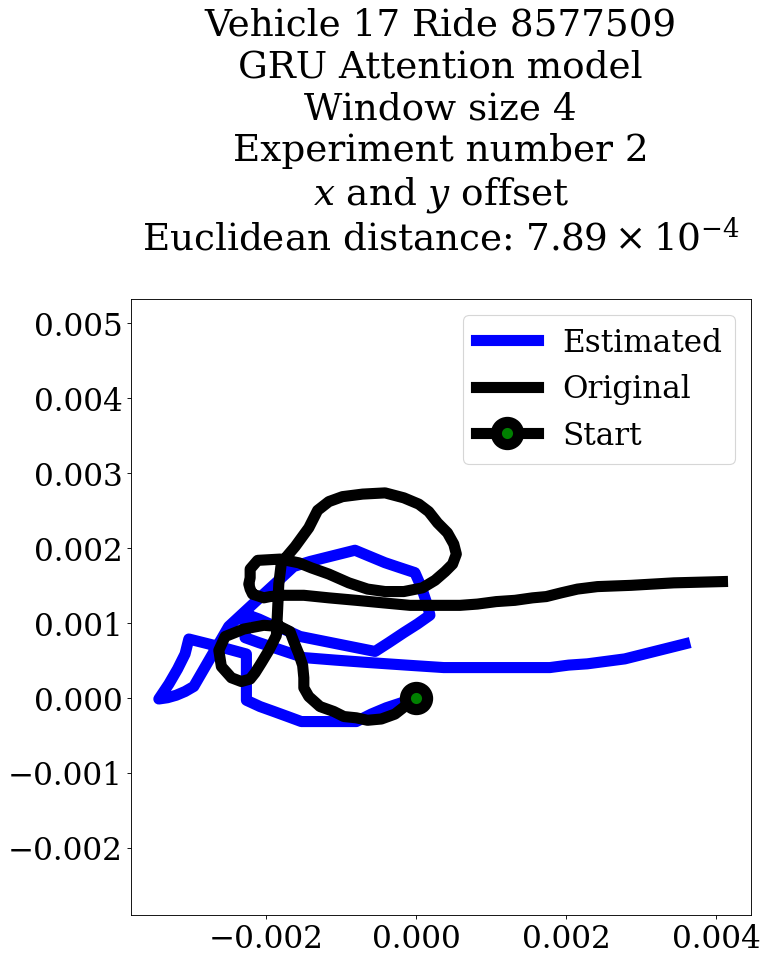 Vehicle 17 Ride 8577509
GRU Attention model
Window size 4
Experiment number 2
x and y offset
Euclidean distance: 7.89 × 10⁻⁴
Estimated
Original
Start
0.005
0.004
0.003
0.002
0.001
0.000
−0.001
−0.002
−0.002 0.000 0.002 0.004